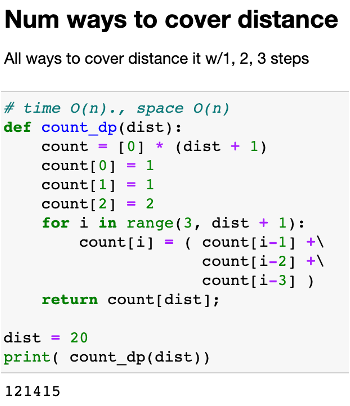 Num ways to cover distance
All ways to cover distance it w/1, 2, 3 steps
# time O(n)., space O(n)
def count_dp(dist):
    count = [0] * (dist + 1)
    count[0] = 1
    count[1] = 1
    count[2] = 2
    for i in range(3, dist + 1):
        count[i] = ( count[i-1] +\
                     count[i-2] +\
                     count[i-3] )
    return count[dist];
dist = 20
print( count_dp(dist))
121415